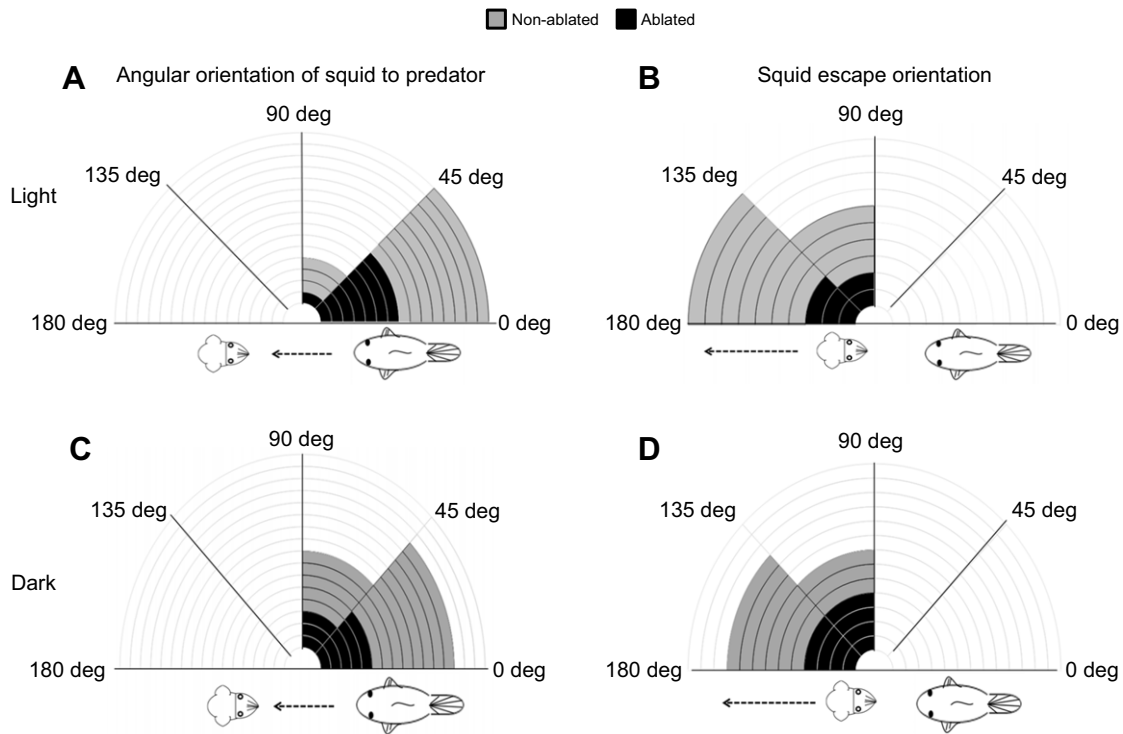 Non-ablated Ablated
A Angular orientation of squid to predator
B Squid escape orientation
90 deg
90 deg
135 deg
45 deg
135 deg
45 deg
Light
180 deg
0 deg
180 deg
0 deg
C
D
90 deg
90 deg
135 deg
45 deg
135 deg
45 deg
Dark
180 deg
0 deg
180 deg
0 deg